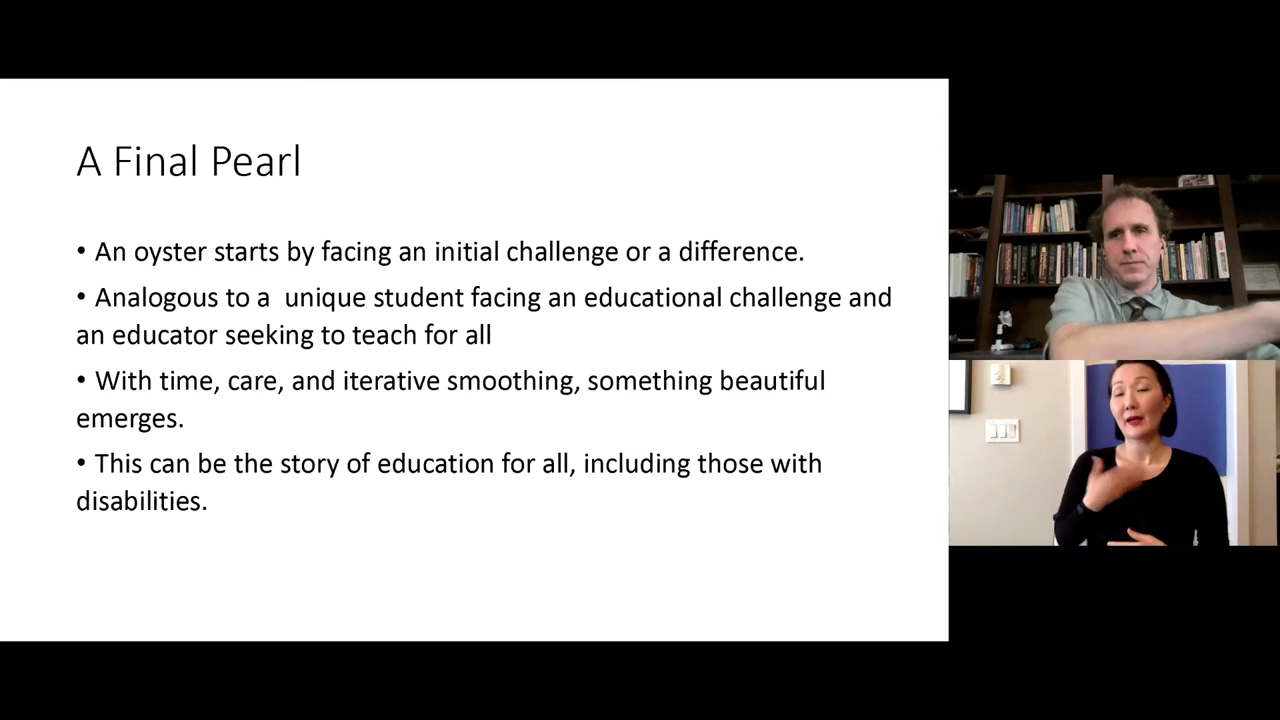 A Final Pearl
• An oyster starts by facing an initial challenge or a difference.
• Analogous to a  unique student facing an educational challenge and
an educator seeking to teach for all
• With time, care, and iterative smoothing, something beautiful
emerges.
• This can be the story of education for all, including those with
disabilities.